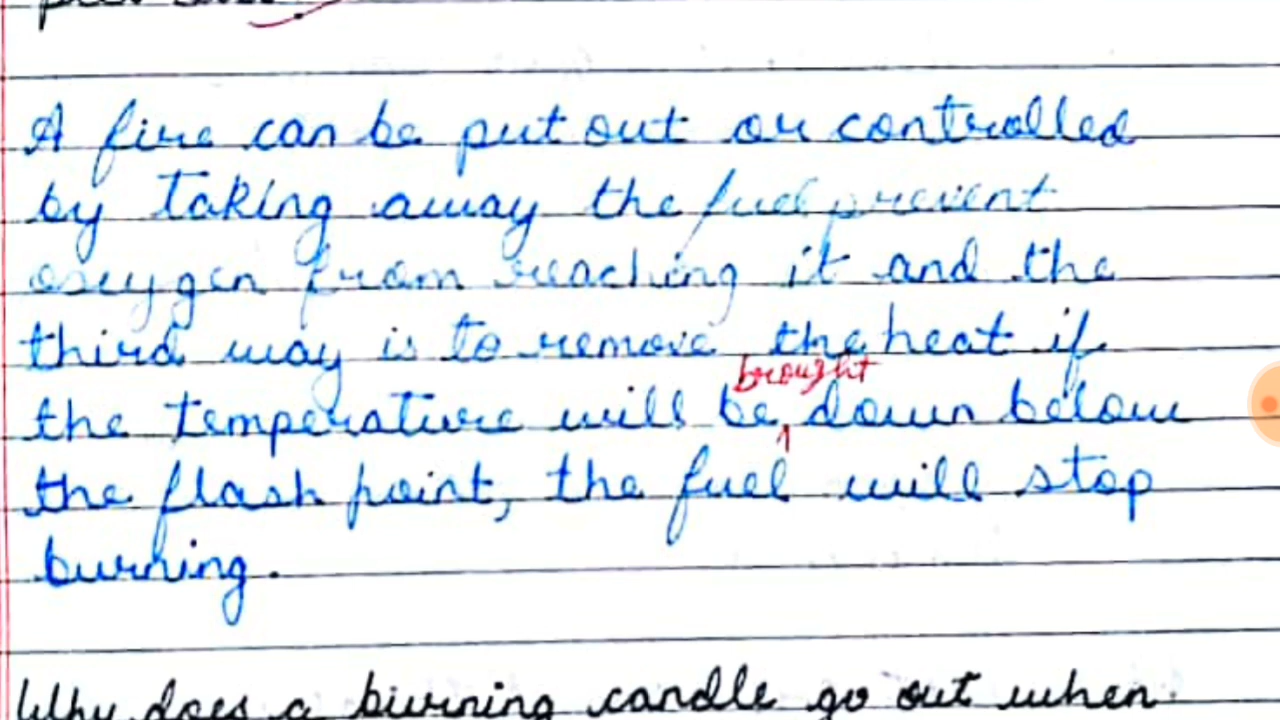 A fire can be put out or controlled
by taking away the fuel prevent
oxygen from reaching it and the
third way is to remove the heat if
brought
the temperature will be down below
the flash point, the fuel will stop
burning.
Why does a burning candle go out when